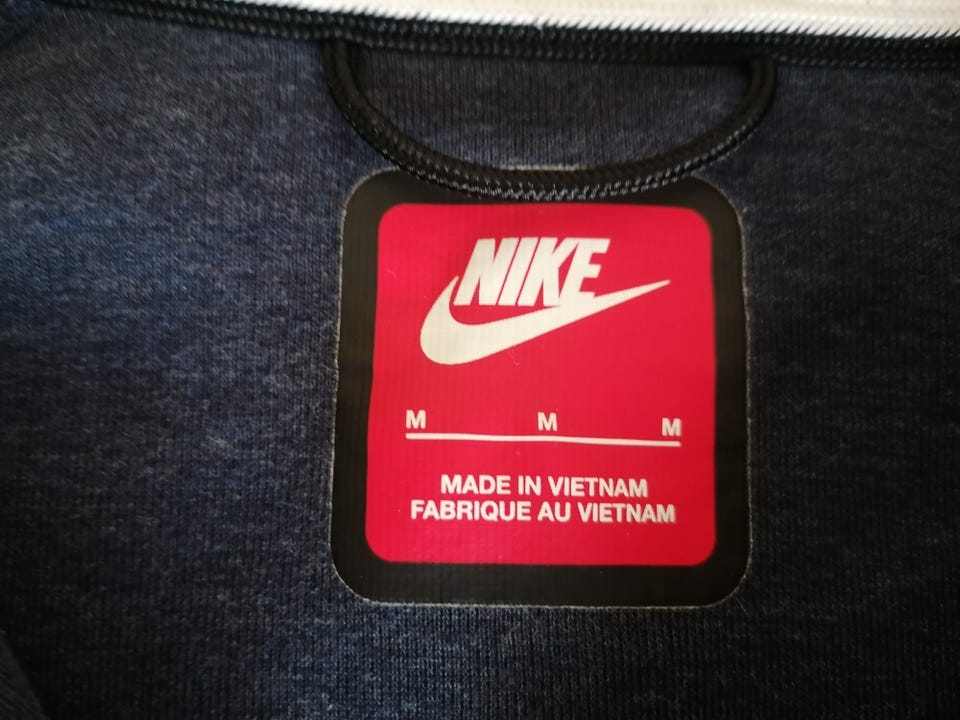 NIKE
M M M
MADE IN VIETNAM
FABRIQUE AU VIETNAM